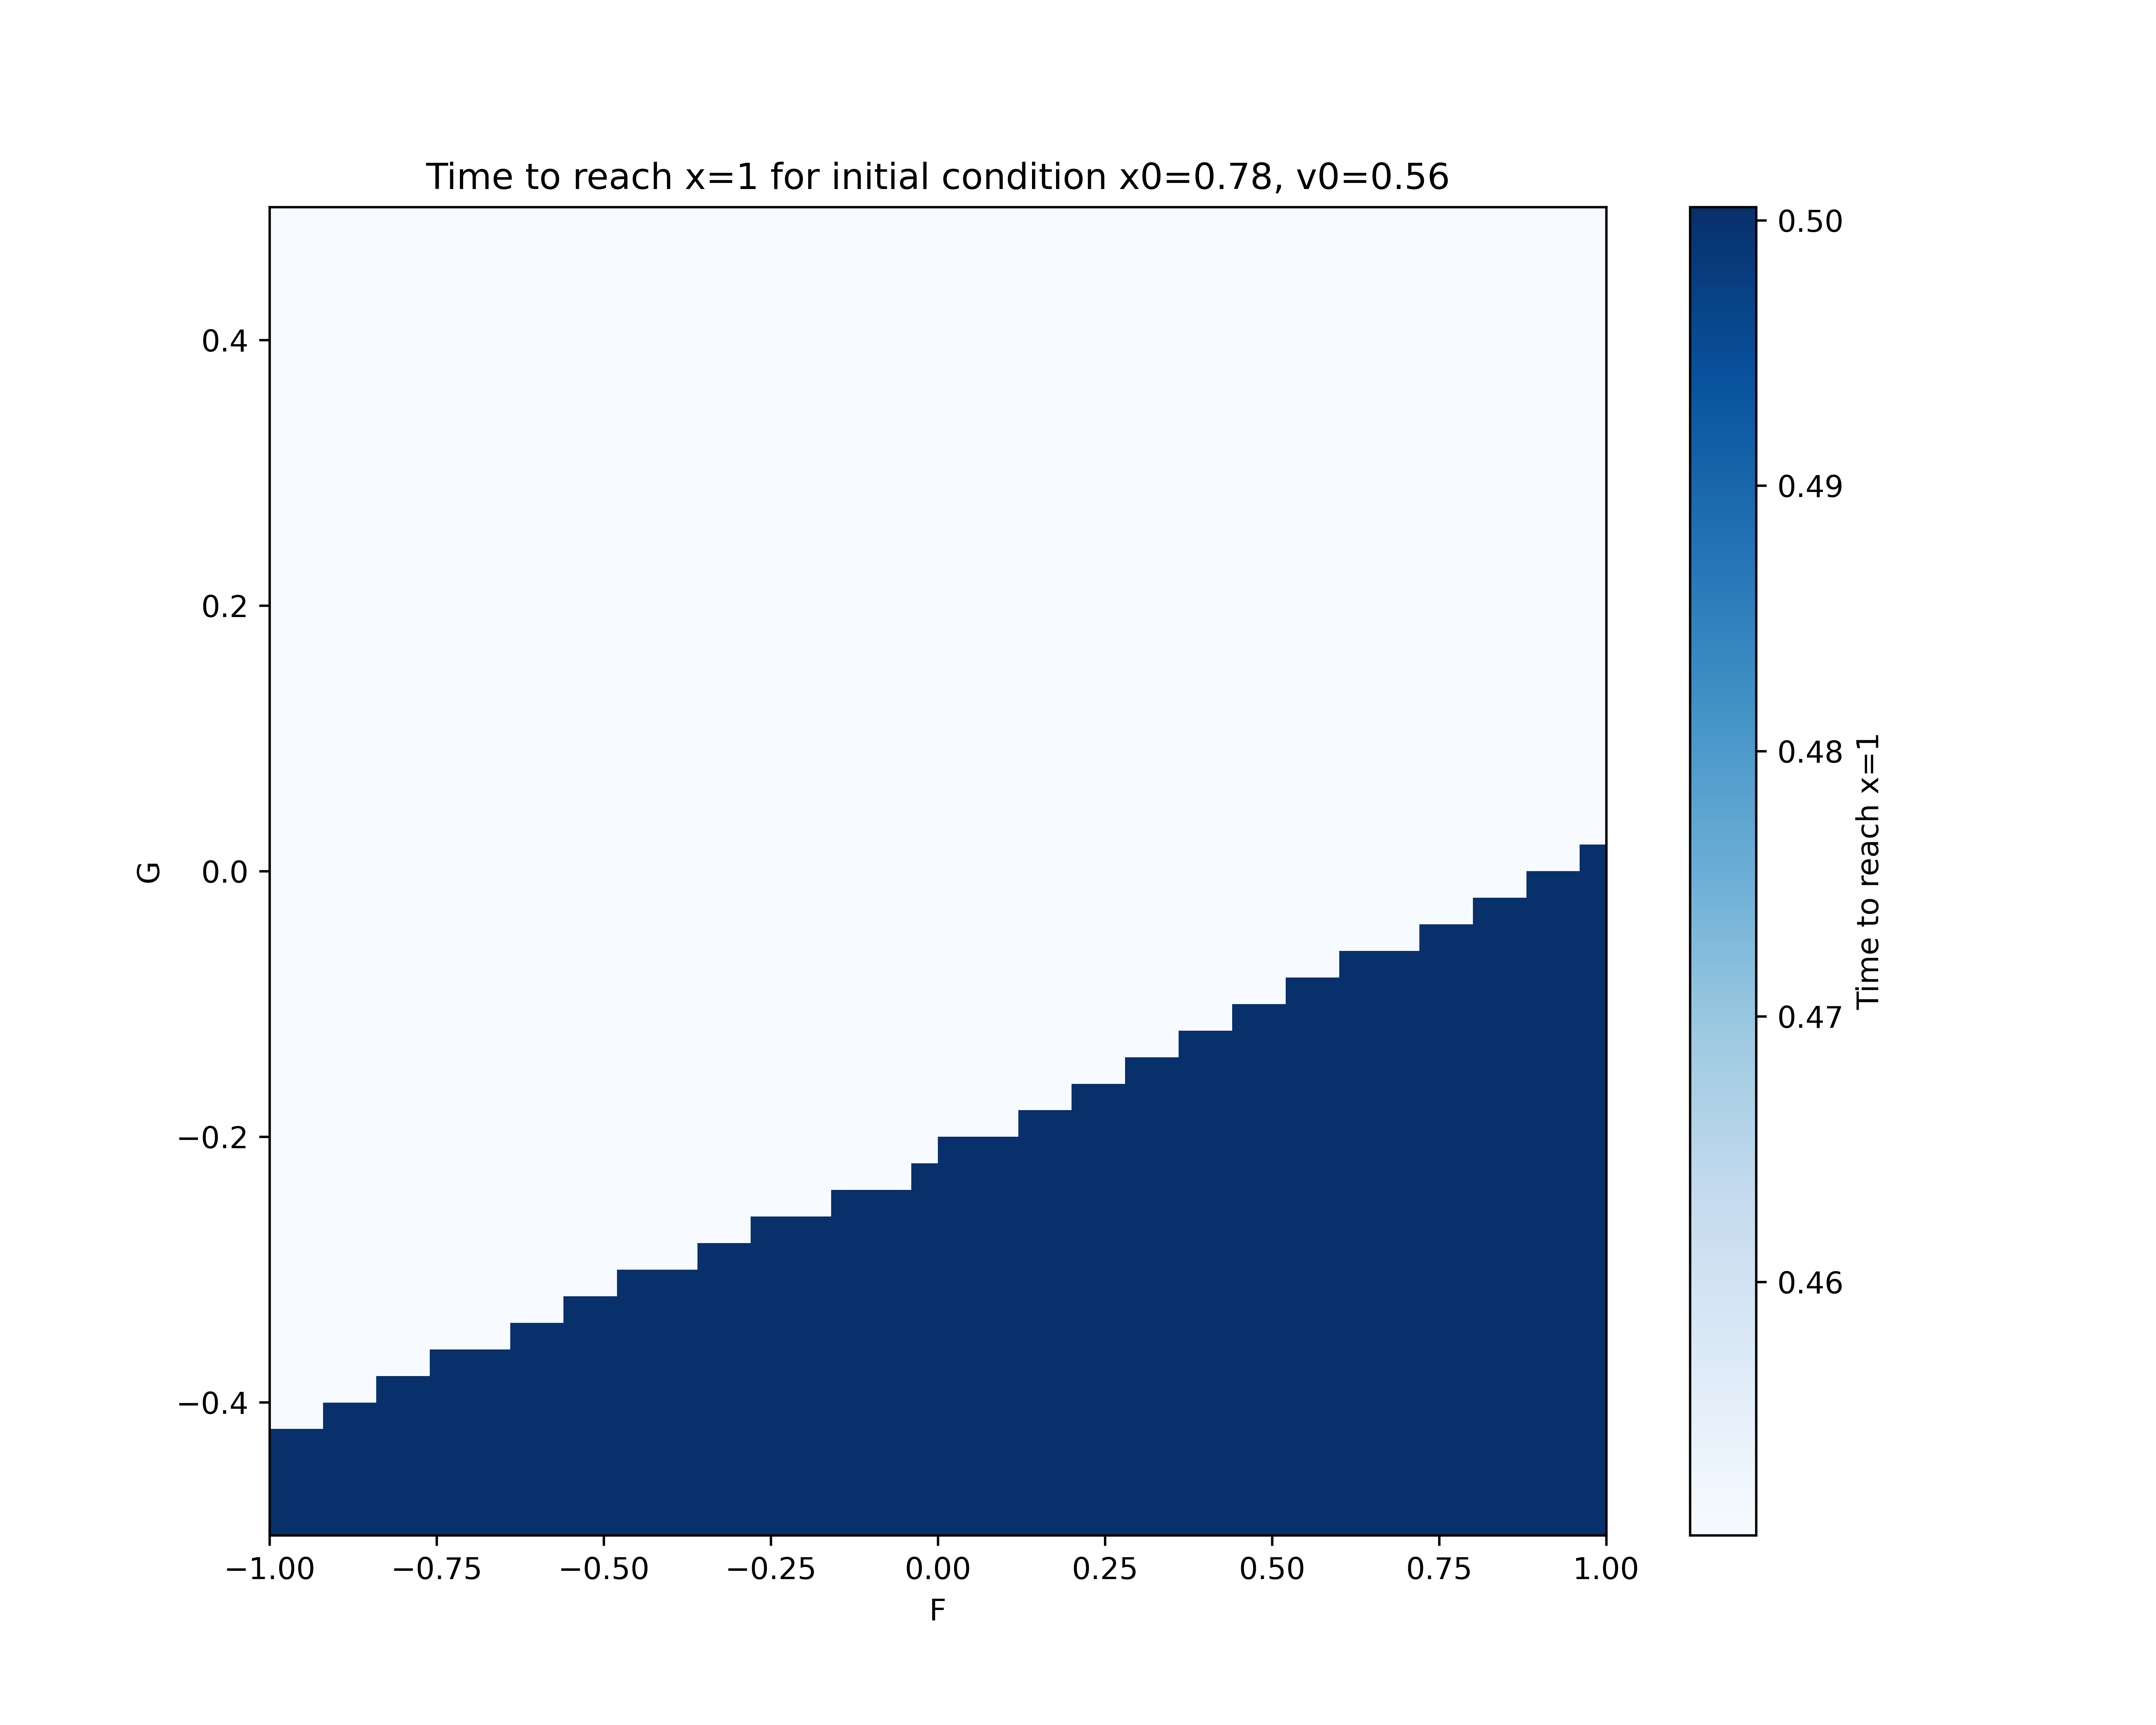 Time to reach x=1 for initial condition x0=0.78, v0=0.56
0.4
0.2
0.0
−0.2
−0.4
G
−1.00 −0.75 −0.50 −0.25 0.00 0.25 0.50 0.75 1.00
F
0.50
0.49
0.48
0.47
0.46
Time to reach x=1